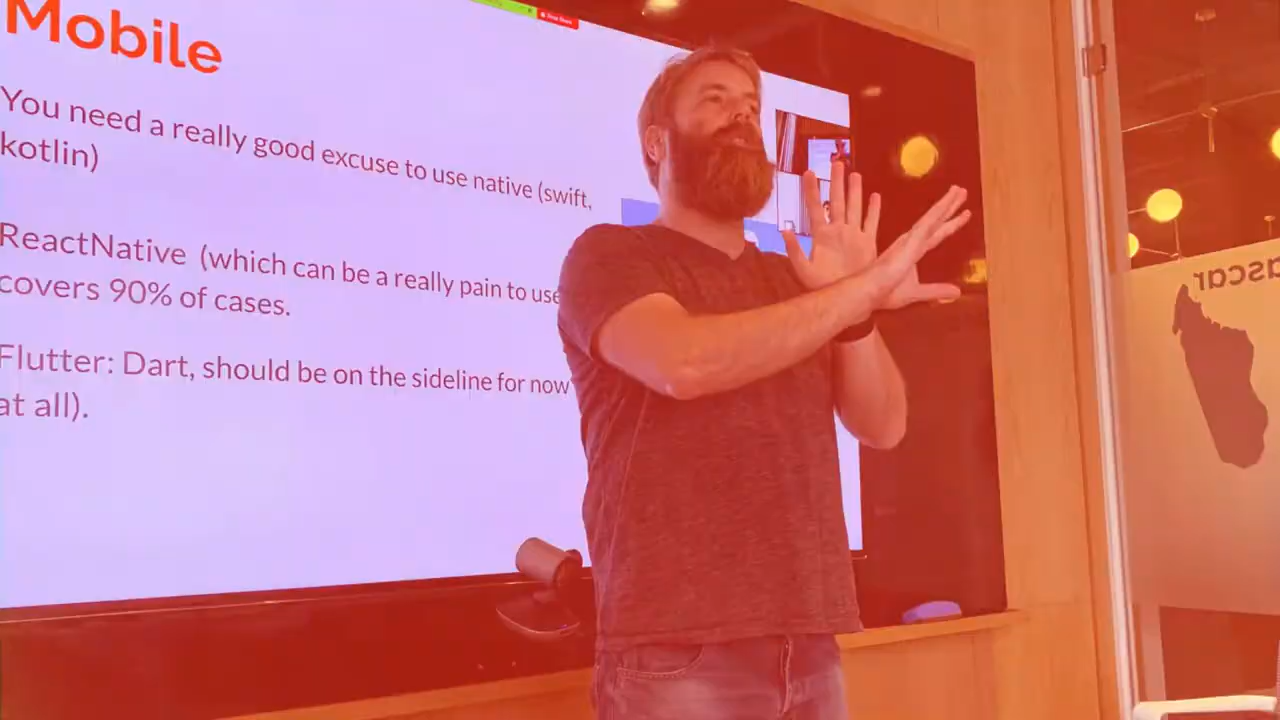 Mobile
You need a really good excuse to use native (swift,
kotlin)
ReactNative (which can be a really pain to use
covers 90% of cases.
Flutter: Dart, should be on the sideline for now
at all).
ascar